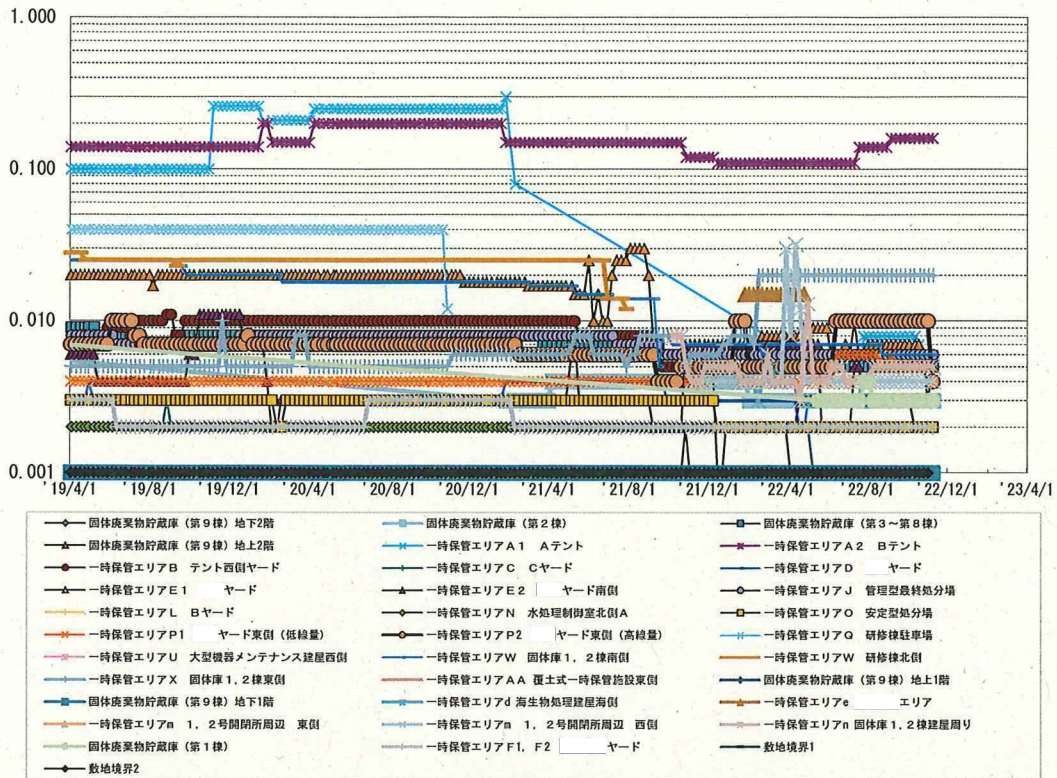 1.000
0.100
0.010
0.001
'19/4/1 '19/8/1 '19/12/1 '20/4/1 '20/8/1 '20/12/1 '21/4/1 '21/8/1 '21/12/1 '22/4/1 '22/8/1 '22/12/1 '23/4/1
固体廃棄物貯蔵庫（第9棟）地下2階 固体廃棄物貯蔵庫（第2棟） 固体廃棄物貯蔵庫（第3～第8棟）
固体廃棄物貯蔵庫（第9棟）地上2階 一時保管エリアA1 Aテント 一時保管エリアA2 Bテント
一時保管エリアB テント西側ヤード 一時保管エリアC Cヤード 一時保管エリアD ヤード
一時保管エリアE1 ヤード 一時保管エリアE2 ヤード南側 一時保管エリアJ 管理型最終処分場
一時保管エリアL Bヤード 一時保管エリアN 水処理制御室北側A 一時保管エリアO 安定型処分場
一時保管エリアP1 ヤード東側（低線量） 一時保管エリアP2 ヤード東側（高線量） 一時保管エリアQ 研修棟駐車場
一時保管エリアU 大型機器メンテナンス建屋西側 一時保管エリアW 固体庫1,2棟南側 一時保管エリアW 研修棟北側
一時保管エリアX 固体庫1,2棟東側 一時保管エリアAA 覆土式一時保管施設東側 固体廃棄物貯蔵庫（第9棟）地上1階
固体廃棄物貯蔵庫（第9棟）地下1階 一時保管エリアd 海生物処理建屋海側 一時保管エリアe エリア
一時保管エリアm 1,2号開閉所周辺 東側 一時保管エリアm 1,2号開閉所周辺 西側 一時保管エリアn 固体庫1,2棟建屋周り
固体廃棄物貯蔵庫（第1棟） 一時保管エリアF1,F2 ヤード 敷地境界1
敷地境界2